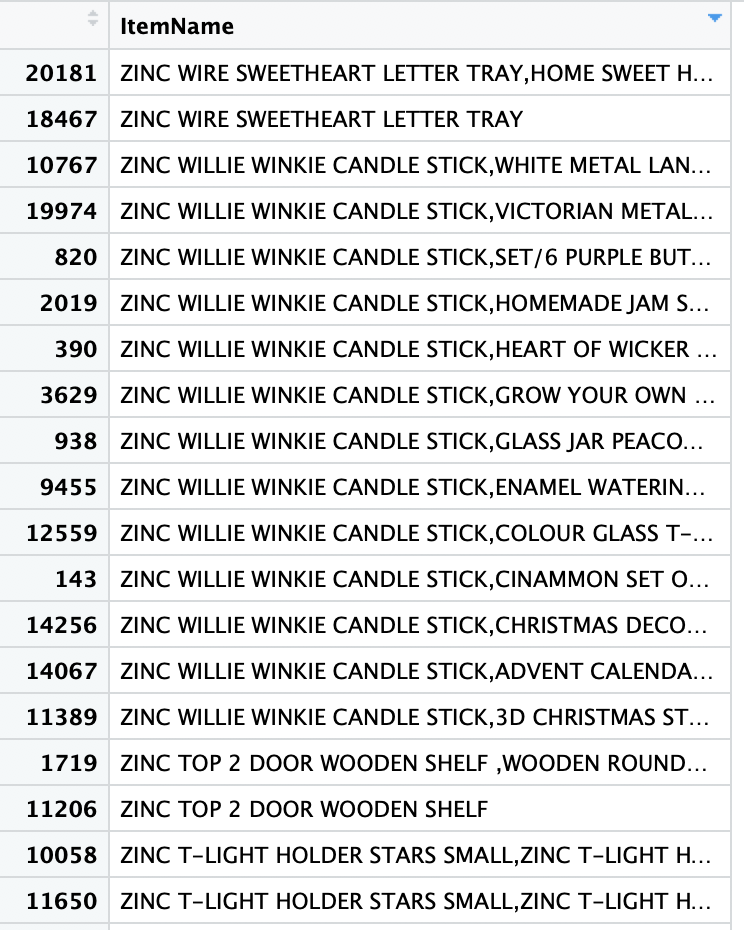 ItemName
20181 ZINC WIRE SWEETHEART LETTER TRAY,HOME SWEET H...
18467 ZINC WIRE SWEETHEART LETTER TRAY
10767 ZINC WILLIE WINKIE CANDLE STICK,WHITE METAL LAN...
19974 ZINC WILLIE WINKIE CANDLE STICK,VICTORIAN METAL...
820 ZINC WILLIE WINKIE CANDLE STICK,SET/6 PURPLE BUT...
2019 ZINC WILLIE WINKIE CANDLE STICK,HOMEMADE JAM S...
390 ZINC WILLIE WINKIE CANDLE STICK,HEART OF WICKER ...
3629 ZINC WILLIE WINKIE CANDLE STICK,GROW YOUR OWN ...
938 ZINC WILLIE WINKIE CANDLE STICK,GLASS JAR PEACO...
9455 ZINC WILLIE WINKIE CANDLE STICK,ENAMEL WATERIN...
12559 ZINC WILLIE WINKIE CANDLE STICK,COLOUR GLASS T-...
143 ZINC WILLIE WINKIE CANDLE STICK,CINAMMON SET O...
14256 ZINC WILLIE WINKIE CANDLE STICK,CHRISTMAS DECO...
14067 ZINC WILLIE WINKIE CANDLE STICK,ADVENT CALENDA...
11389 ZINC WILLIE WINKIE CANDLE STICK,3D CHRISTMAS ST...
1719 ZINC TOP 2 DOOR WOODEN SHELF ,WOODEN ROUND...
11206 ZINC TOP 2 DOOR WOODEN SHELF
10058 ZINC T-LIGHT HOLDER STARS SMALL,ZINC T-LIGHT H...
11650 ZINC T-LIGHT HOLDER STARS SMALL,ZINC T-LIGHT H...